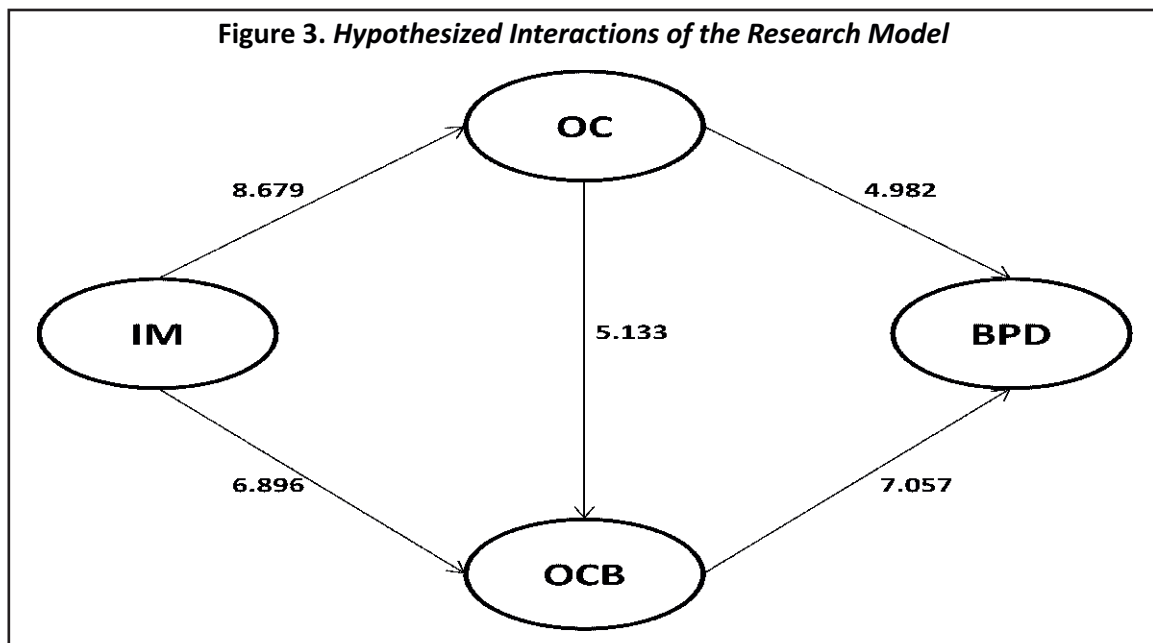 Figure 3. Hypothesized Interactions of the Research Model
OC
8.679
4.982
IM
5.133
BPD
6.896
7.057
OCB